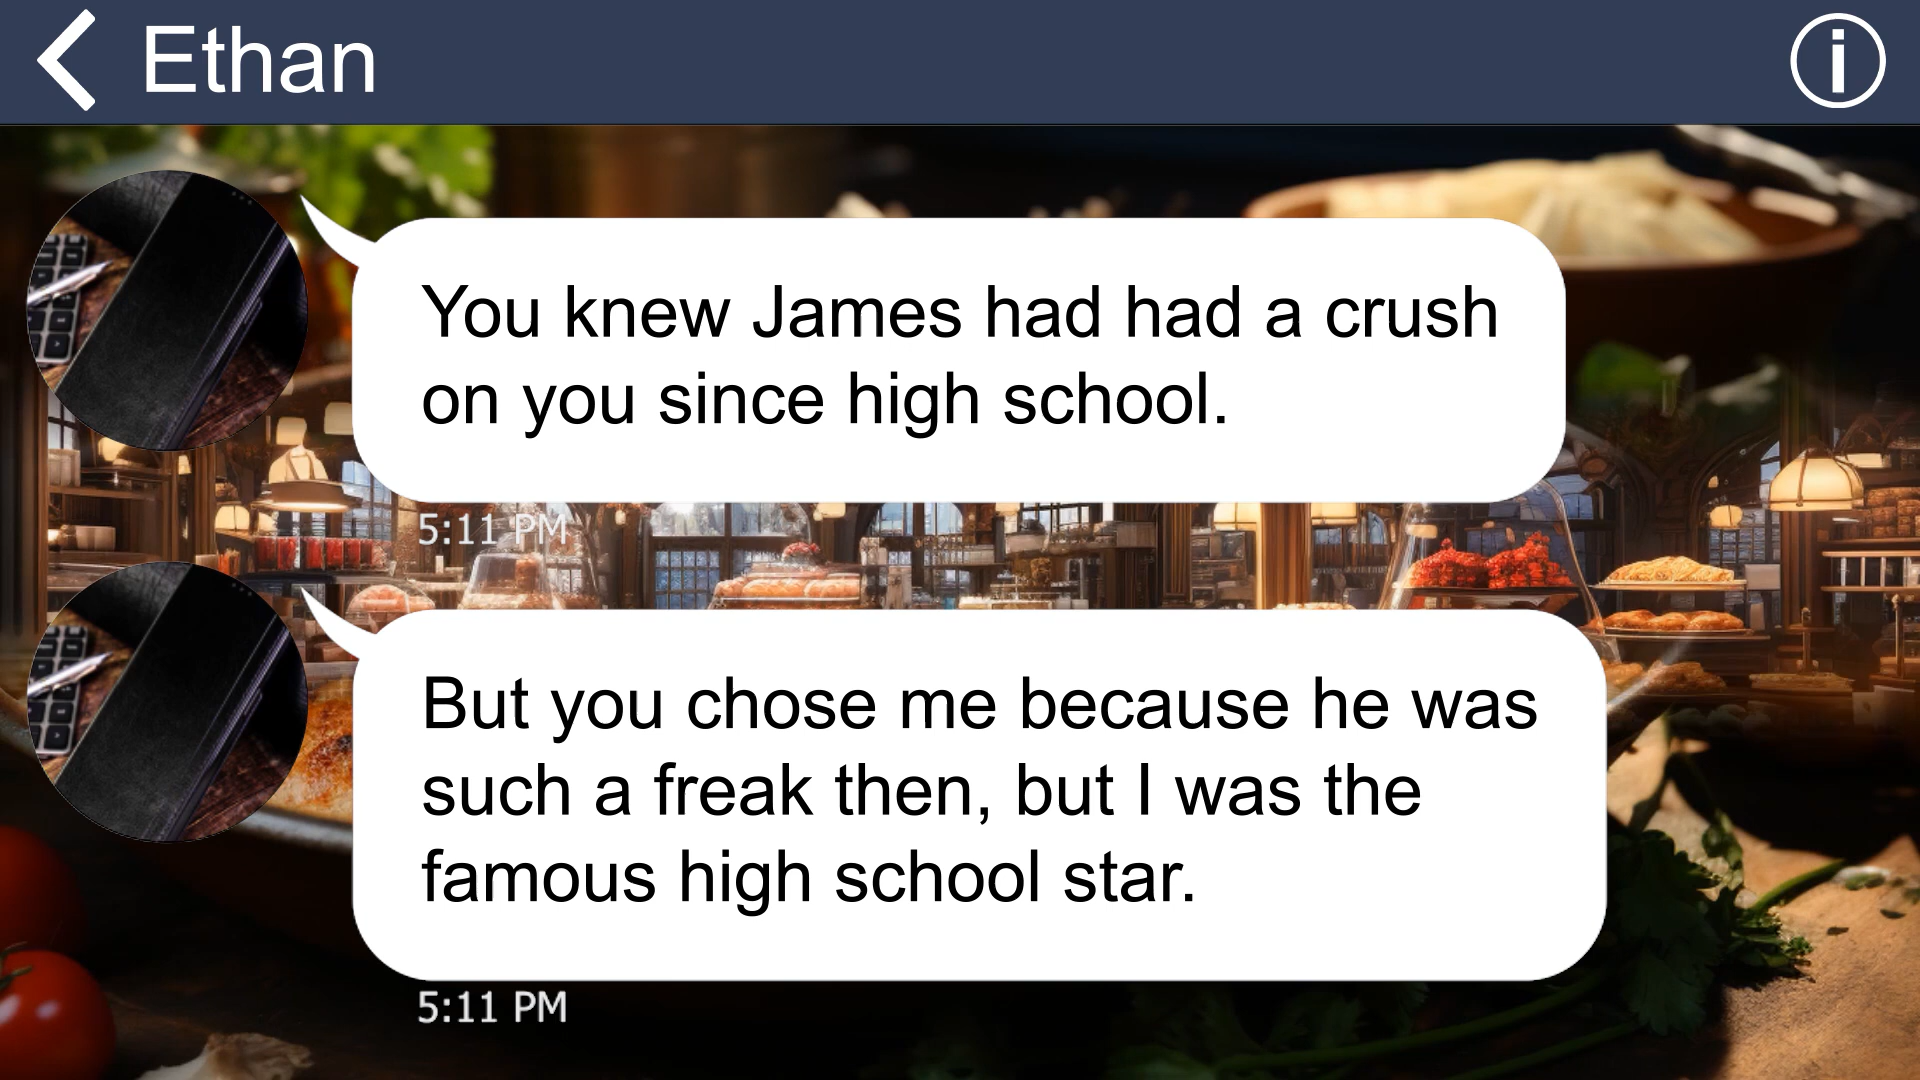 Ethan
You knew James had had a crush
on you since high school.
5:11 PM
But you chose me because he was
such a freak then, but I was the
famous high school star.
5:11 PM